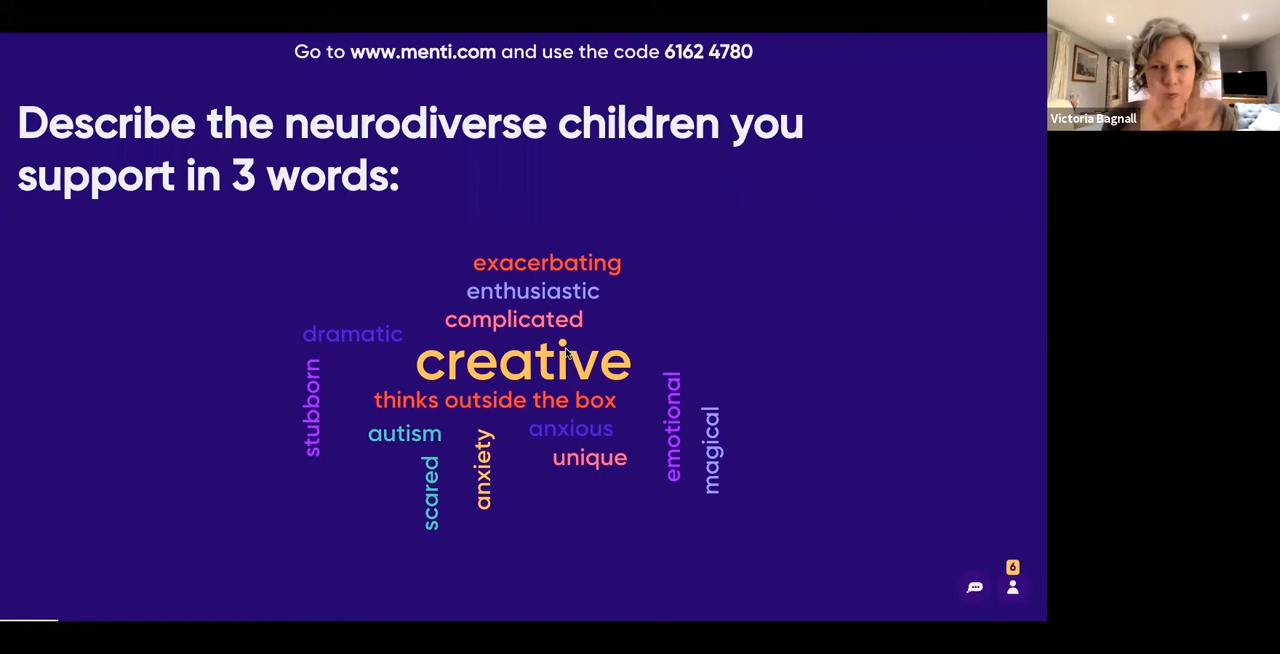 Go to www.menti.com and use the code 6162 4780
Victoria Bagnall
Describe the neurodiverse children you
support in 3 words:
exacerbating
enthusiastic
complicated
dramatic
creative
stubborn
thinks outside the box
emotional
magical
autism
anxious
anxiety
unique
scared
6